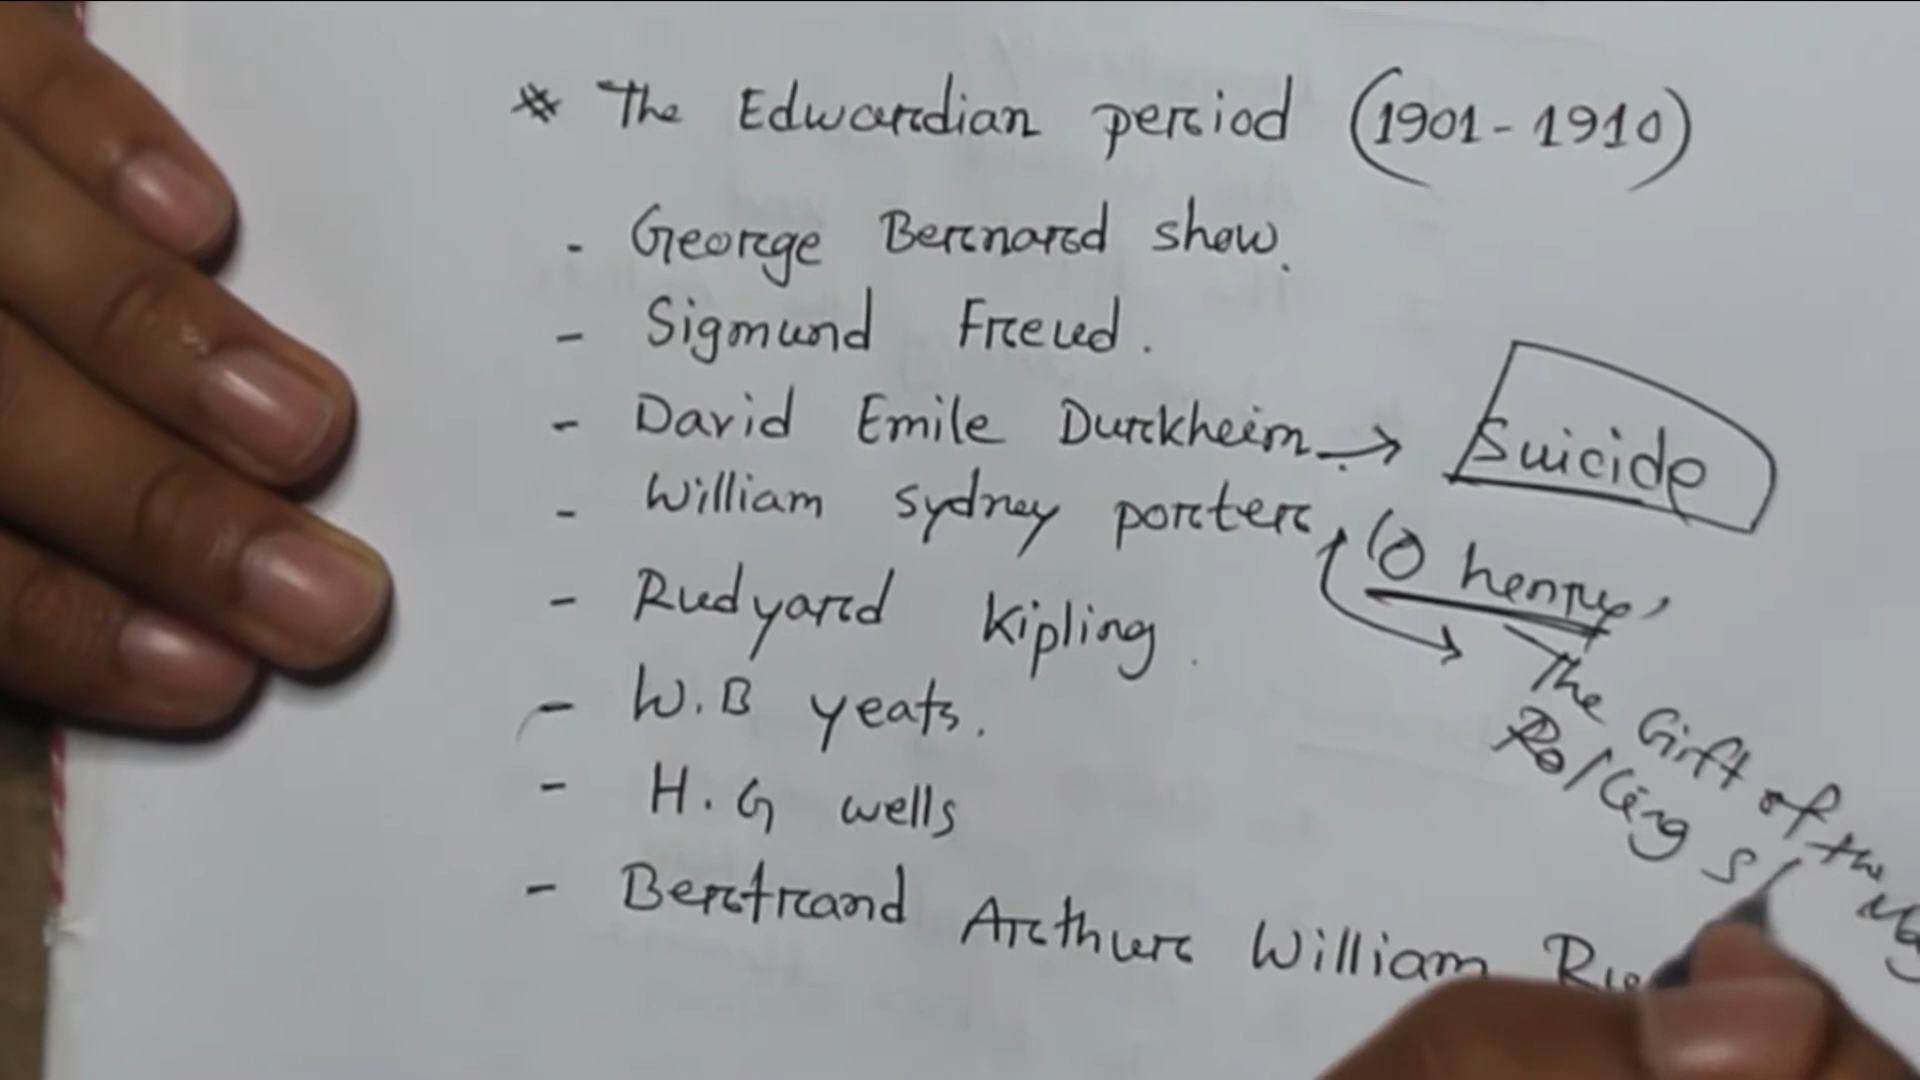 * The Edwardian period (1901-1910)
- George Bernard show.
- Sigmund Freud.
- David Emile Durkheim. → Suicide
- William sydney porter, (O henry,
→ The Gift of the
Rolling s
- Rudyard Kipling.
- W.B yeats.
- H.G wells
- Bertrand Arthur William